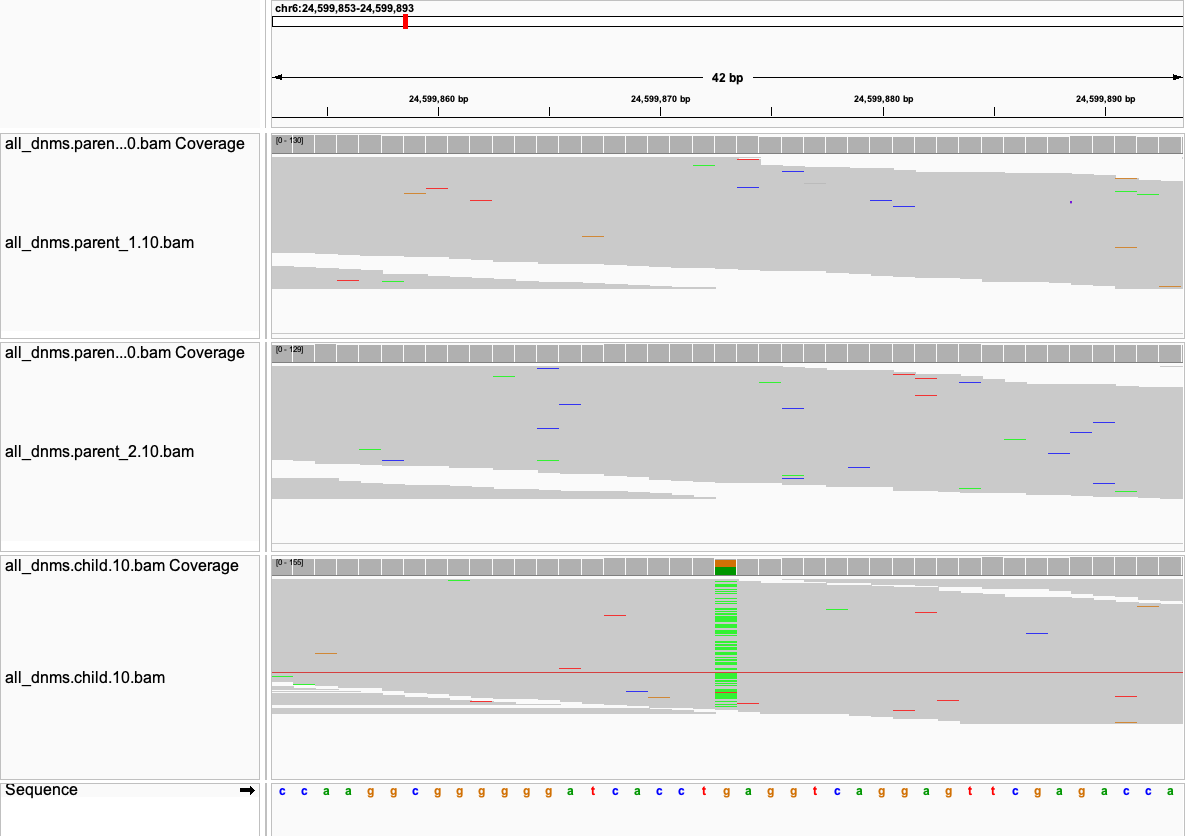 chr6:24,599,853-24,599,893
42 bp
24,599,860 bp 24,599,870 bp 24,599,880 bp 24,599,890 bp
all_dnms.paren...0.bam Coverage
[0 - 130]
all_dnms.parent_1.10.bam
all_dnms.paren...0.bam Coverage
[0 - 129]
all_dnms.parent_2.10.bam
all_dnms.child.10.bam Coverage
[0 - 155]
all_dnms.child.10.bam
Sequence
c c a a g g c g g g g g g a t c a c c t g a g g t c a g g a g t t c g a g a c c a